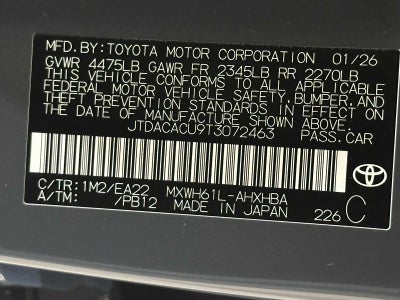 MFD.BY:TOYOTA MOTOR CORPORATION 01/26
GVWR 4475LB GAWR FR 2345LB RR 2270LB
THIS VEHICLE CONFORMS TO ALL APPLICABLE
FEDERAL MOTOR VEHICLE SAFETY,BUMPER,AND
THEFT PREVENTION STANDARDS IN EFFECT ON
THE DATE OF MANUFACTURE SHOWN ABOVE.
JTDACACU9T3072463 PASS.CAR
C/TR:1M2/EA22 MXWH61L-AHXHBA
A/TM: /PB12 MADE IN JAPAN 226 C
TOYOTA